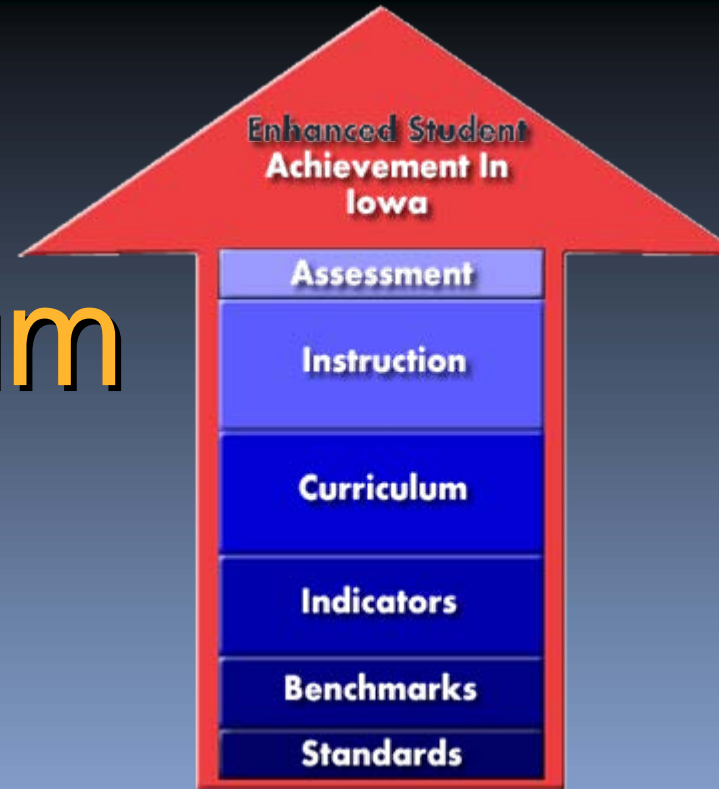 Enhanced Student
Achievement In
Iowa
Assessment
Instruction
Curriculum
Indicators
Benchmarks
Standards